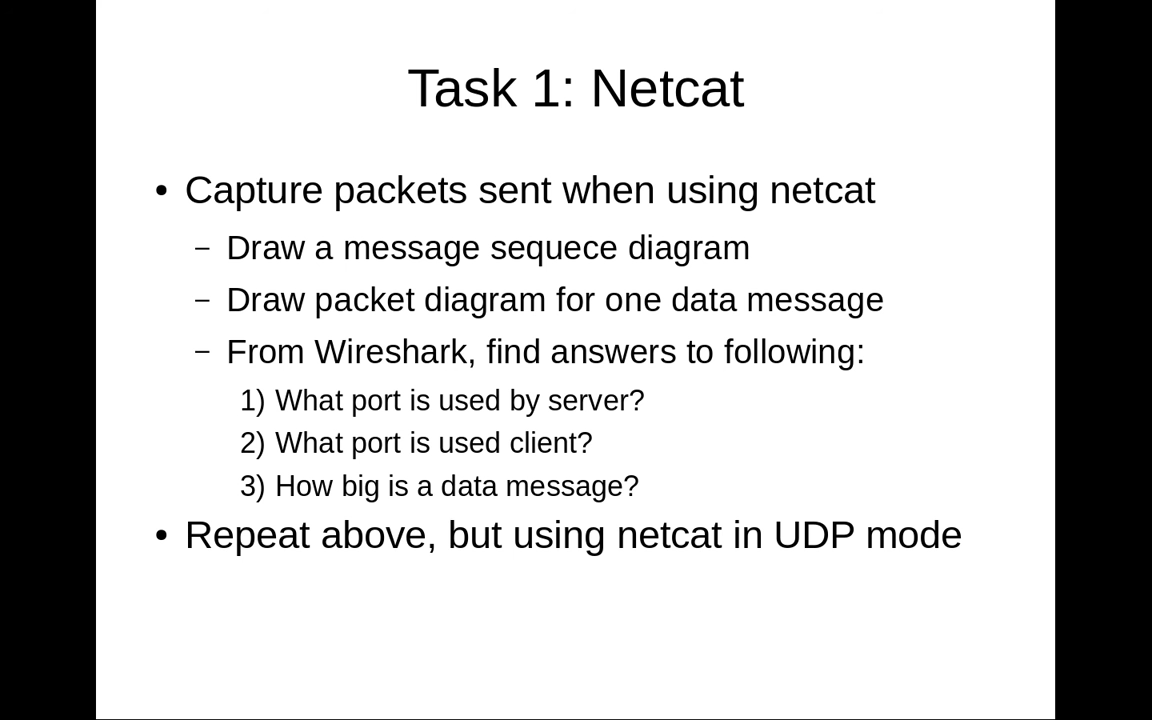 Task 1: Netcat
• Capture packets sent when using netcat
– Draw a message sequece diagram
– Draw packet diagram for one data message
– From Wireshark, find answers to following:
1) What port is used by server?
2) What port is used client?
3) How big is a data message?
• Repeat above, but using netcat in UDP mode